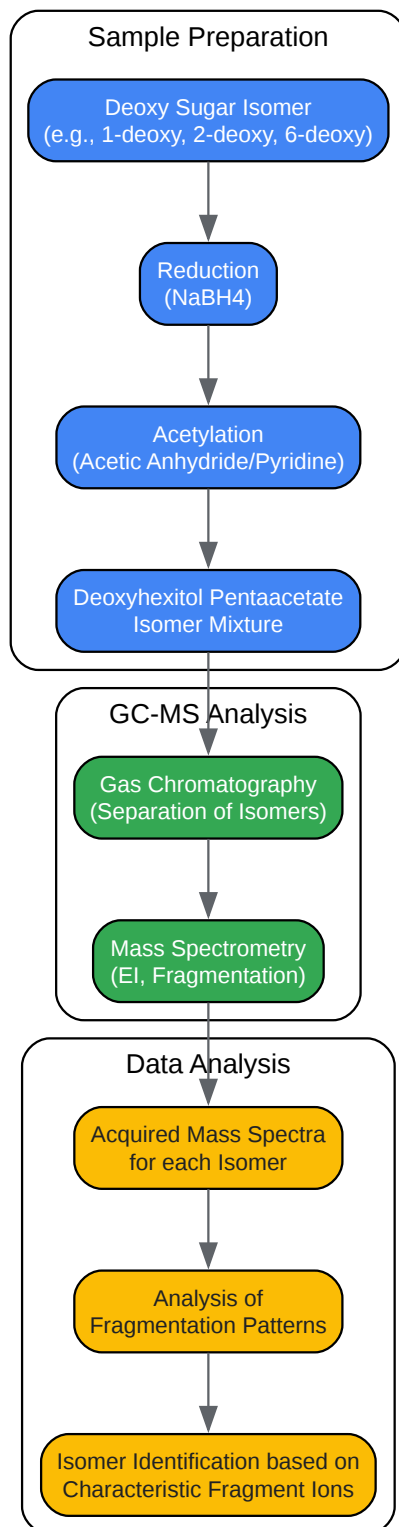 Sample Preparation
Deoxy Sugar Isomer
(e.g., 1-deoxy, 2-deoxy, 6-deoxy)
Reduction
(NaBH4)
Acetylation
(Acetic Anhydride/Pyridine)
Deoxyhexitol Pentaacetate
Isomer Mixture
GC-MS Analysis
Gas Chromatography
(Separation of Isomers)
Mass Spectrometry
(EI, Fragmentation)
Data Analysis
Acquired Mass Spectra
for each Isomer
Analysis of
Fragmentation Patterns
Isomer Identification based on
Characteristic Fragment Ions